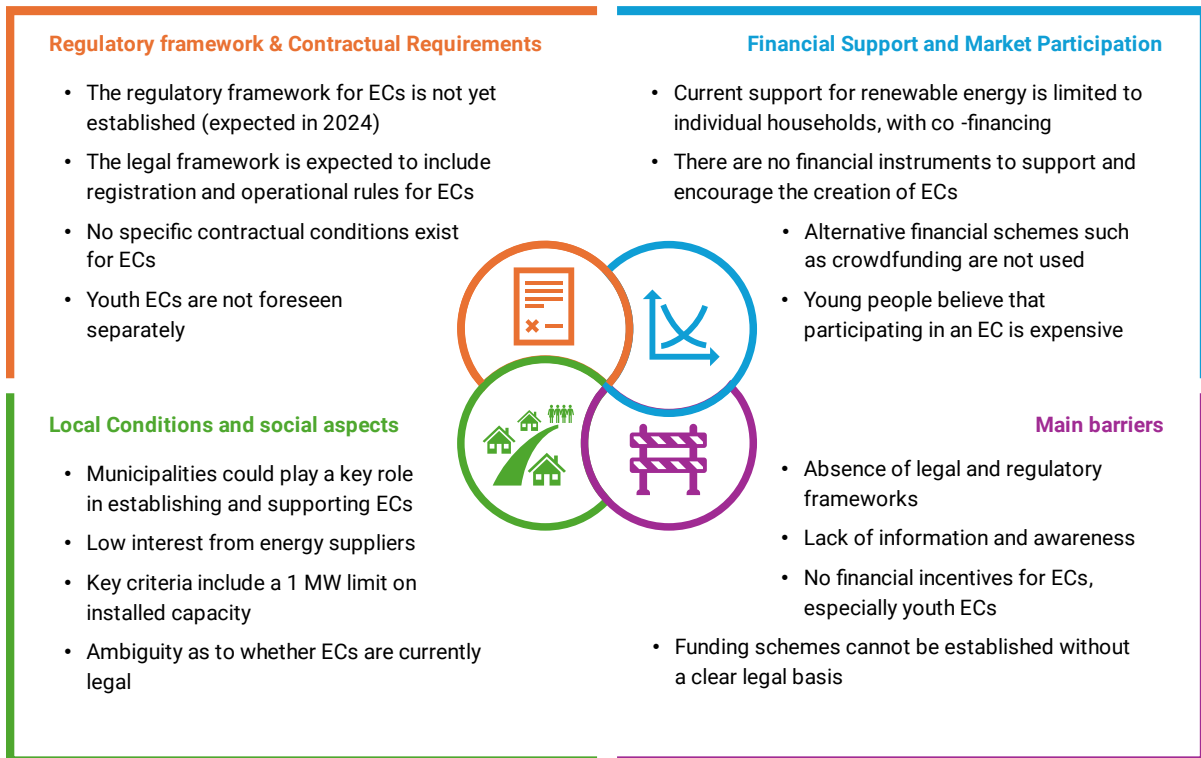 Regulatory framework & Contractual Requirements
• The regulatory framework for ECs is not yet
established (expected in 2024)
• The legal framework is expected to include
registration and operational rules for ECs
• No specific contractual conditions exist
for ECs
• Youth ECs are not foreseen
separately
Financial Support and Market Participation
• Current support for renewable energy is limited to
individual households, with co -financing
• There are no financial instruments to support and
encourage the creation of ECs
• Alternative financial schemes such
as crowdfunding are not used
• Young people believe that
participating in an EC is expensive
Local Conditions and social aspects
• Municipalities could play a key role
in establishing and supporting ECs
• Low interest from energy suppliers
• Key criteria include a 1 MW limit on
installed capacity
• Ambiguity as to whether ECs are currently
legal
Main barriers
• Absence of legal and regulatory
frameworks
• Lack of information and awareness
• No financial incentives for ECs,
especially youth ECs
• Funding schemes cannot be established without
a clear legal basis